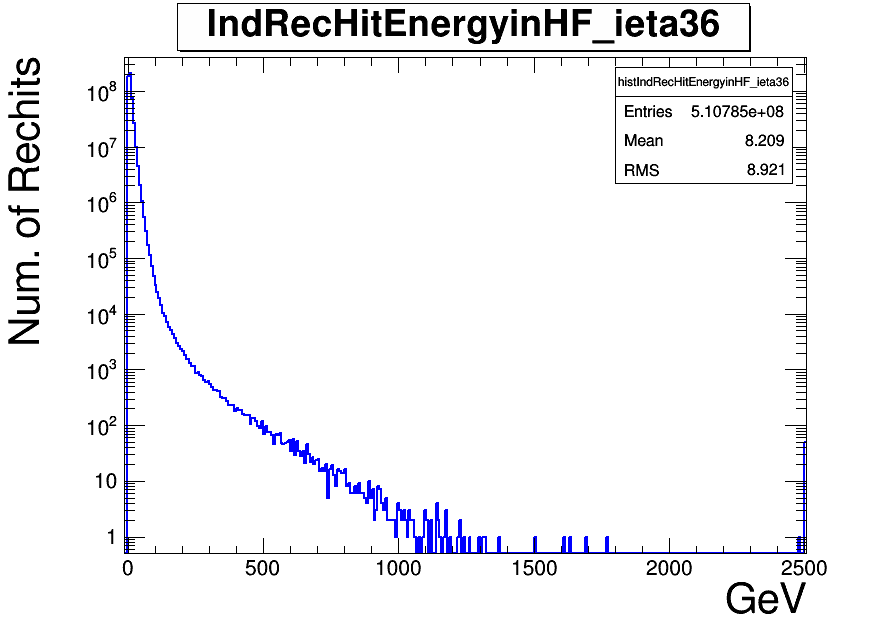 IndRecHitEnergyinHF_ieta36
histIndRecHitEnergyinHF_ieta36
Entries 5.10785e+08
Mean 8.209
RMS 8.921
Num. of Rechits
10^8
10^7
10^6
10^5
10^4
10^3
10^2
10
1
0 500 1000 1500 2000 2500
GeV